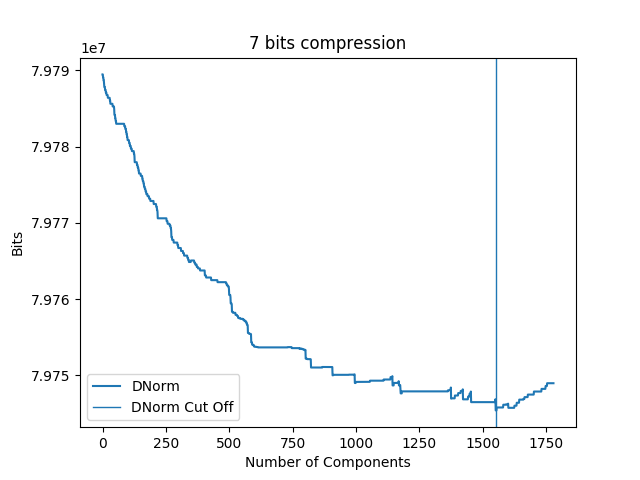 7 bits compression
1e7
7.979
7.978
7.977
7.976
7.975
Bits
DNorm
DNorm Cut Off
0 250 500 750 1000 1250 1500 1750
Number of Components